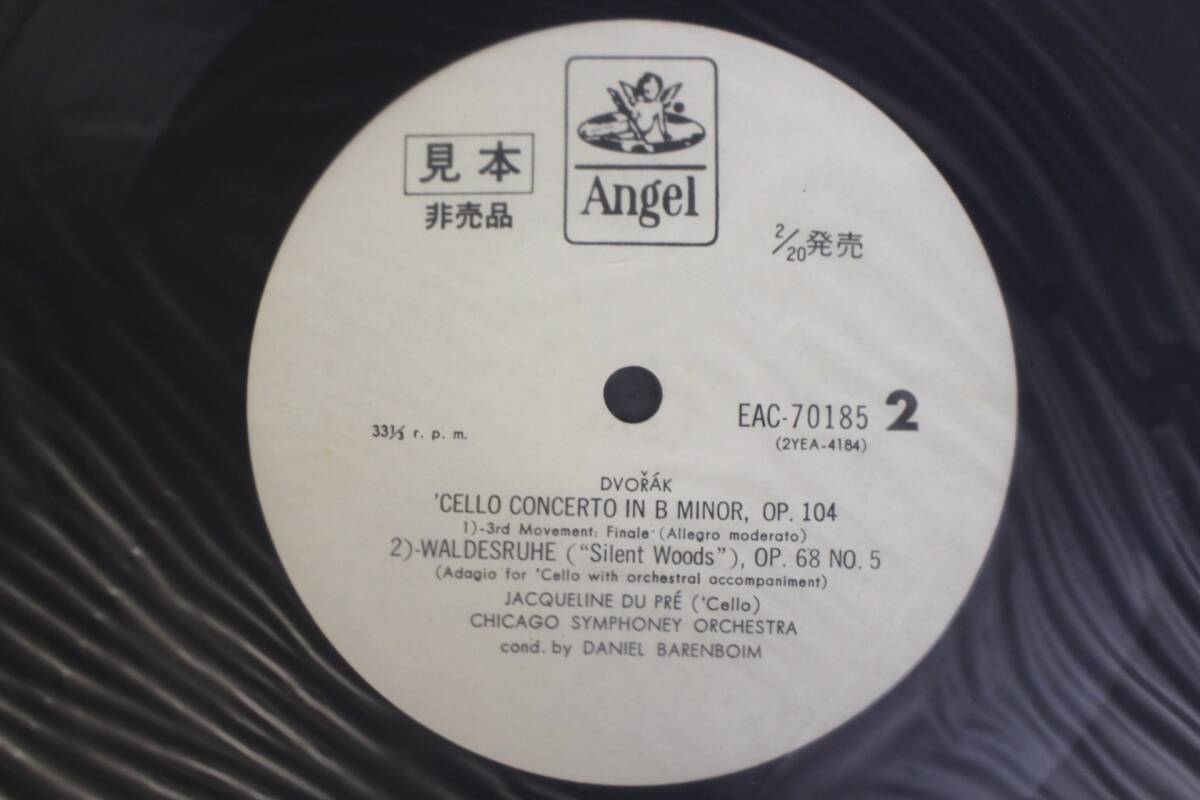 見本
非売品
Angel
2/20発売
33⅓ r. p. m.
EAC-70185 2
(2YEA-4184)
DVOŘÁK
'CELLO CONCERTO IN B MINOR, OP. 104
1)-3rd Movement: Finale-(Allegro moderato)
2)-WALDESRUHE (“Silent Woods”), OP. 68 NO. 5
(Adagio for 'Cello with orchestral accompaniment)
JACQUELINE DU PRÉ ('Cello)
CHICAGO SYMPHONEY ORCHESTRA
cond. by DANIEL BARENBOIM